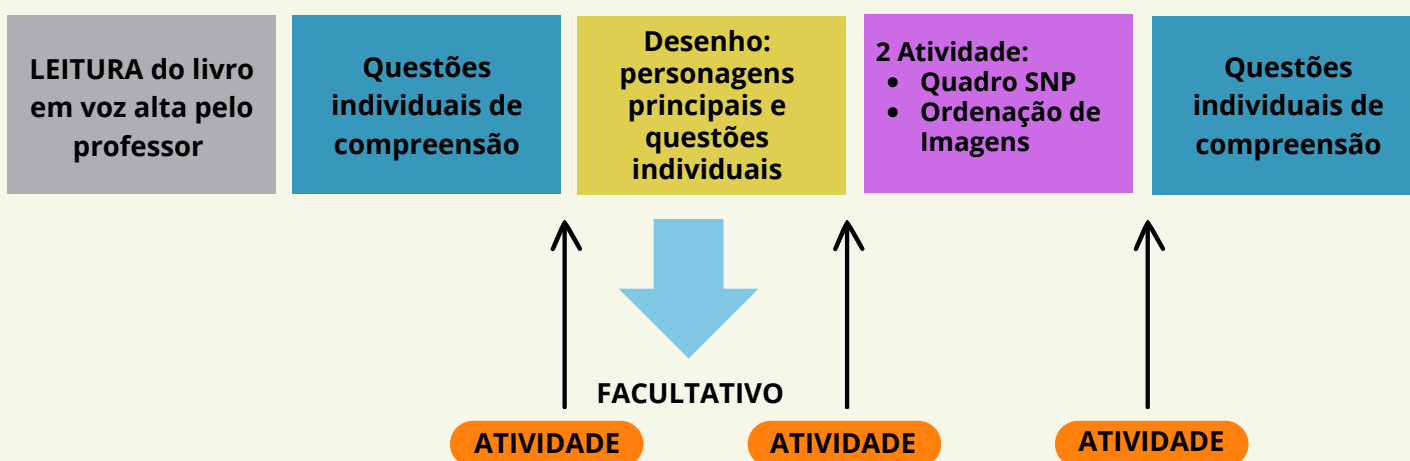 LEITURA do livro
em voz alta pelo
professor
Questões
individuais de
compreensão
Desenho:
personagens
principais e
questões
individuais
2 Atividade:
• Quadro SNP
• Ordenação de
Imagens
Questões
individuais de
compreensão
FACULTATIVO
ATIVIDADE
ATIVIDADE
ATIVIDADE